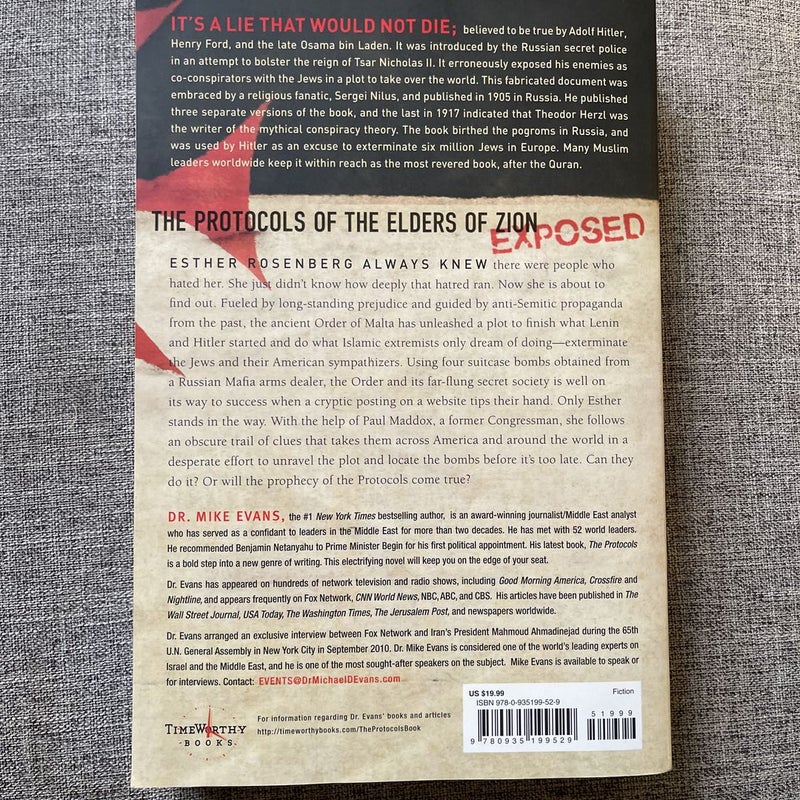 IT'S A LIE THAT WOULD NOT DIE; believed to be true by Adolf Hitler,
Henry Ford, and the late Osama bin Laden. It was introduced by the Russian secret police
in an attempt to bolster the reign of Tsar Nicholas II. It erroneously exposed his enemies as
co-conspirators with the Jews in a plot to take over the world. This fabricated document was
embraced by a religious fanatic, Sergei Nilus, and published in 1905 in Russia. He published
three separate versions of the book, and the last in 1917 indicated that Theodor Herzl was
the writer of the mythical conspiracy theory. The book birthed the pogroms in Russia, and
was used by Hitler as an excuse to exterminate six million Jews in Europe. Many Muslim
leaders worldwide keep it within reach as the most revered book, after the Quran.
THE PROTOCOLS OF THE ELDERS OF ZION
EXPOSED
ESTHER ROSENBERG ALWAYS KNEW there were people who
hated her. She just didn't know how deeply that hatred ran. Now she is about to
find out. Fueled by long-standing prejudice and guided by anti-Semitic propaganda
from the past, the ancient Order of Malta has unleashed a plot to finish what Lenin
and Hitler started and do what Islamic extremists only dream of doing—exterminate
the Jews and their American sympathizers. Using four suitcase bombs obtained from
a Russian Mafia arms dealer, the Order and its far-flung secret society is well on
its way to success when a cryptic posting on a website tips their hand. Only Esther
stands in the way. With the help of Paul Maddox, a former Congressman, she follows
an obscure trail of clues that takes them across America and around the world in a
desperate effort to unravel the plot and locate the bombs before it's too late. Can they
do it? Or will the prophecy of the Protocols come true?
DR. MIKE EVANS, the #1 New York Times bestselling author, is an award-winning journalist/Middle East analyst
who has served as a confidant to leaders in the Middle East for more than two decades. He has met with 52 world leaders.
He recommended Benjamin Netanyahu to Prime Minister Begin for his first political appointment. His latest book, The Protocols
is a bold step into a new genre of writing. This electrifying novel will keep you on the edge of your seat.
Dr. Evans has appeared on hundreds of network television and radio shows, including Good Morning America, Crossfire and
Nightline, and appears frequently on Fox Network, CNN World News, NBC, ABC, and CBS. His articles have been published in The
Wall Street Journal, USA Today, The Washington Times, The Jerusalem Post, and newspapers worldwide.
Dr. Evans arranged an exclusive interview between Fox Network and Iran's President Mahmoud Ahmadinejad during the 65th
U.N. General Assembly in New York City in September 2010. Dr. Mike Evans is considered one of the world's leading experts on
Israel and the Middle East, and he is one of the most sought-after speakers on the subject. Mike Evans is available to speak or
for interviews. Contact: EVENTS@DrMichaelDEvans.com
TIMEWORTHY
BOOKS
For information regarding Dr. Evans' books and articles
http://timeworthybooks.com/TheProtocolsBook
US $19.99
Fiction
ISBN 978-0-935199-52-9
51999
9 780935 199529